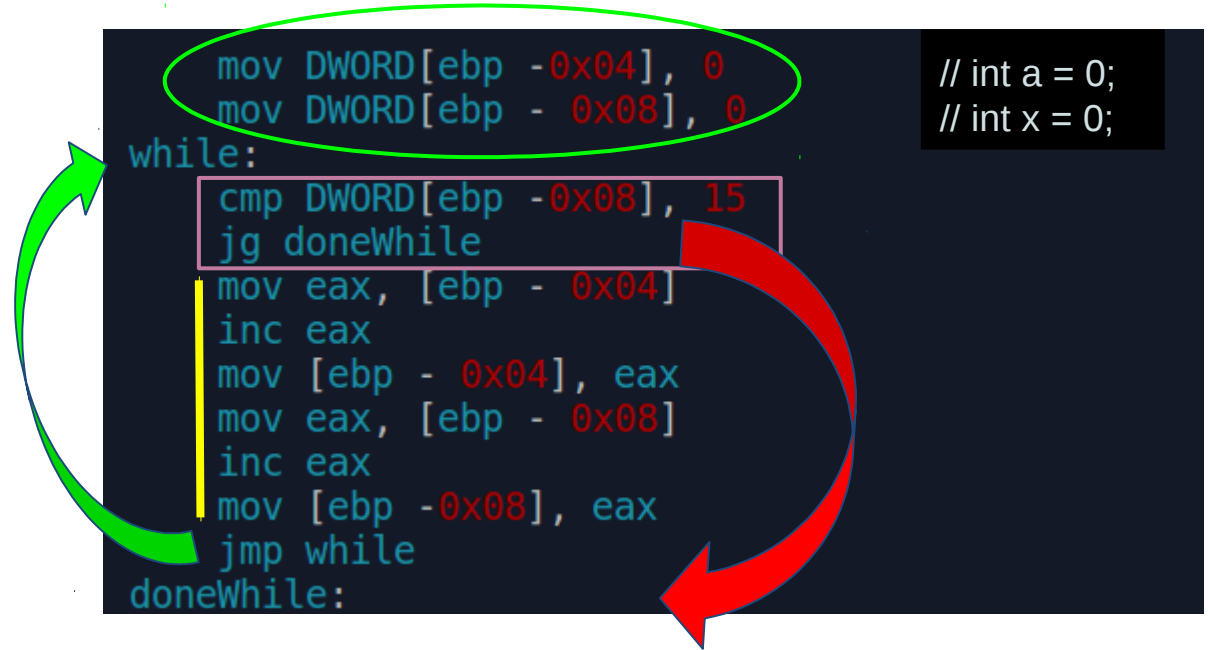 mov DWORD[ebp -0x04], 0
mov DWORD[ebp - 0x08], 0
while:
cmp DWORD[ebp -0x08], 15
jg doneWhile
mov eax, [ebp - 0x04]
inc eax
mov [ebp - 0x04], eax
mov eax, [ebp - 0x08]
inc eax
mov [ebp -0x08], eax
jmp while
doneWhile:
// int a = 0;
// int x = 0;